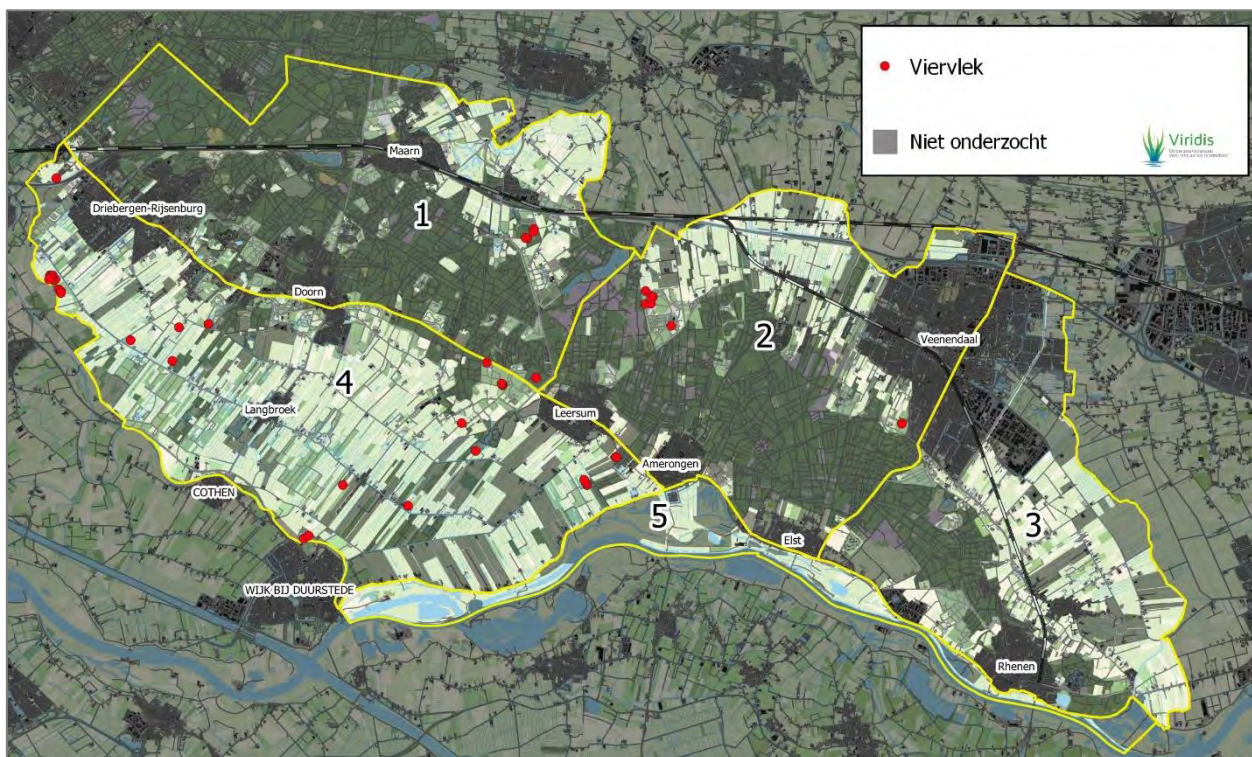 Viervlek
Niet onderzocht
Viridis
Maarn
Driebergen-Rijsenburg
1
Doorn
2
Veenendaal
4
Langbroek
Leersum
Amerongen
COTHEN
5
Elst
3
WIJK BIJ DUURSTEDE
Rhenen